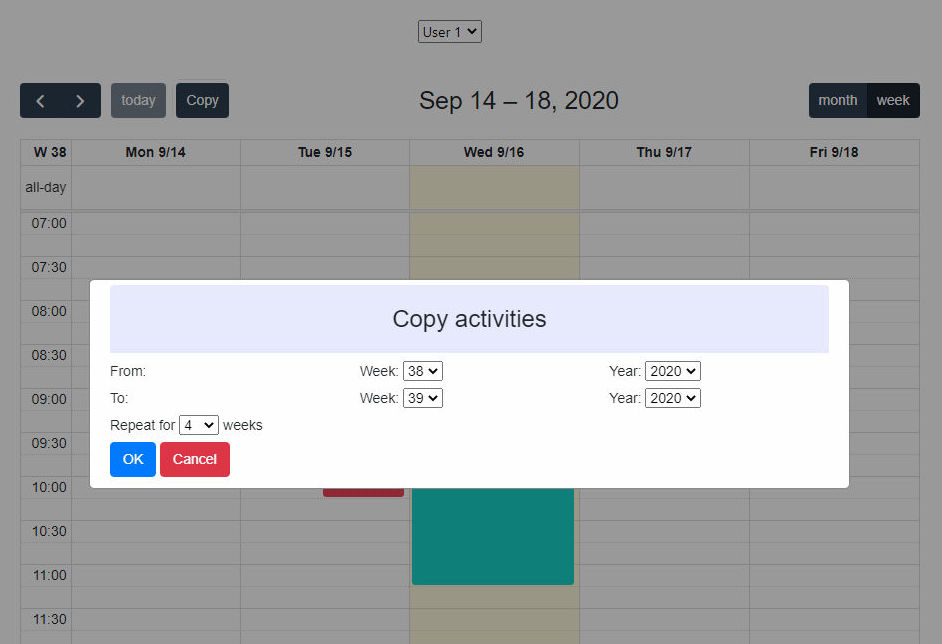 User 1
today Copy Sep 14 – 18, 2020 month week
W 38 Mon 9/14 Tue 9/15 Wed 9/16 Thu 9/17 Fri 9/18
all-day
07:00
07:30
08:00
08:30
09:00
09:30
10:00
10:30
11:00
11:30
Copy activities
From: Week: 38 Year: 2020
To: Week: 39 Year: 2020
Repeat for 4 weeks
OK Cancel